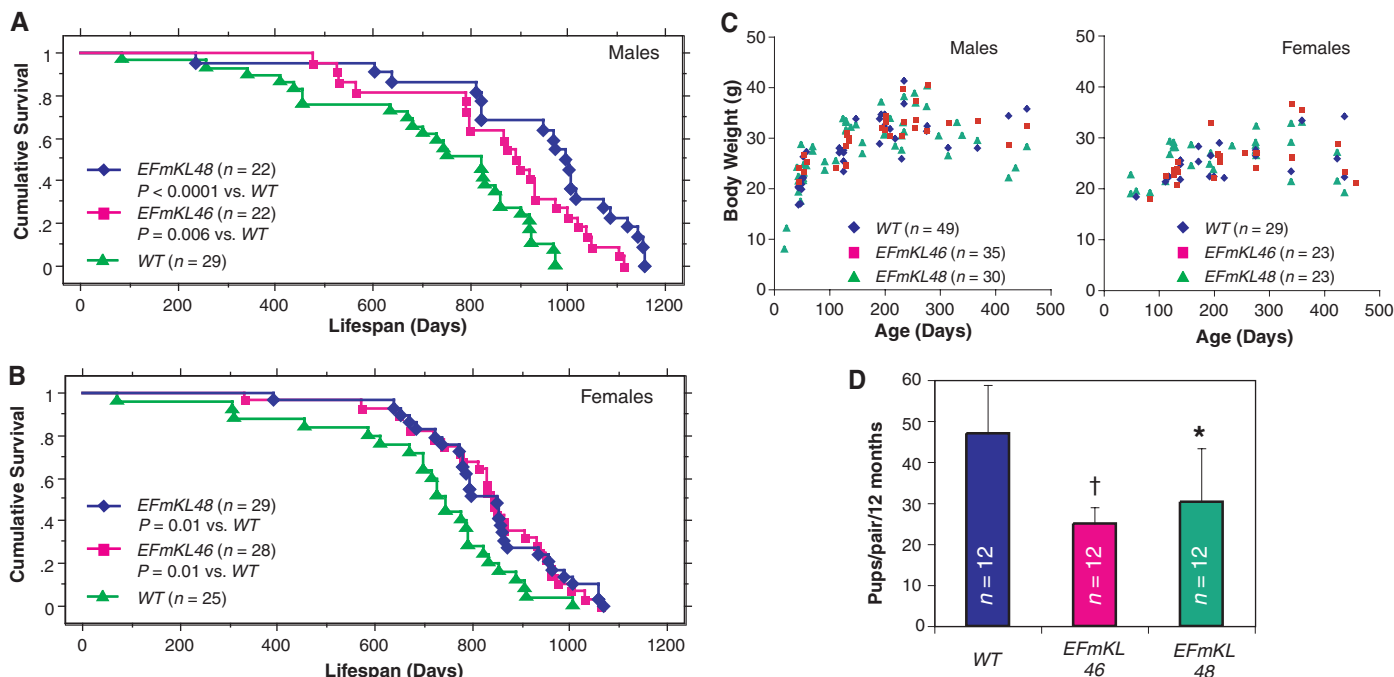 A
Males
Cumulative Survival
1
.8
.6
.4
.2
0
EFmKL48 (n = 22)
P < 0.0001 vs. WT
EFmKL46 (n = 22)
P = 0.006 vs. WT
WT (n = 29)
0 200 400 600 800 1000 1200
Lifespan (Days)
B
Females
Cumulative Survival
1
.8
.6
.4
.2
0
EFmKL48 (n = 29)
P = 0.01 vs. WT
EFmKL46 (n = 28)
P = 0.01 vs. WT
WT (n = 25)
0 200 400 600 800 1000 1200
Lifespan (Days)
C
Males
Body Weight (g)
50
40
30
20
10
0
WT (n = 49)
EFmKL46 (n = 35)
EFmKL48 (n = 30)
0 100 200 300 400 500
Age (Days)
Females
50
40
30
20
10
0
WT (n = 29)
EFmKL46 (n = 23)
EFmKL48 (n = 23)
0 100 200 300 400 500
Age (Days)
D
Pups/pair/12 months
60
50
40
30
20
10
0
†
*
n = 12
n = 12
n = 12
WT
EFmKL
46
EFmKL
48